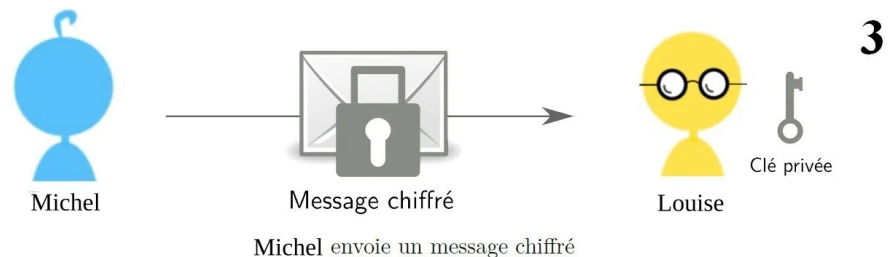 3
Clé privée
Michel
Message chiffré
Louise
Michel envoie un message chiffré